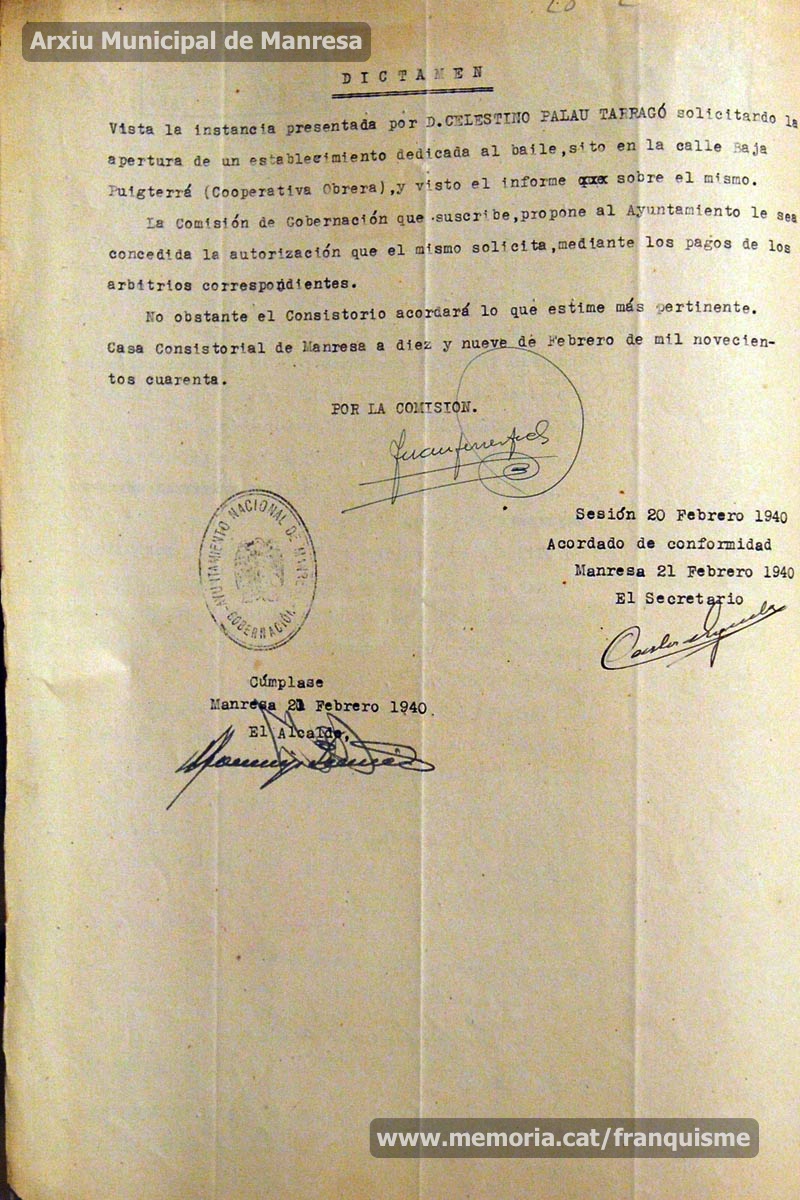 Arxiu Municipal de Manresa
DICTAMEN
Vista la instancia presentada por D.CELESTINO PALAU TARRAGÓ solicitando la
apertura de un establecimiento dedicada al baile,sito en la calle Baja
Puigterrá (Cooperativa Obrera),y visto el informe sobre el mismo.
La Comisión de Gobernación que suscribe,propone al Ayuntamiento le sea
concedida la autorización que el mismo solicita,mediante los pagos de los
arbitrios correspondientes.
No obstante el Consistorio acordará lo que estime más pertinente.
Casa Consistorial de Manresa a diez y nueve de Febrero de mil novecien-
tos cuarenta.
POR LA COMISIÓN.
AYUNTAMIENTO NACIONAL DE
GOBERNACIÓN
Sesión 20 Febrero 1940
Acordado de conformidad
Manresa 21 Febrero 1940
El Secretario
Cúmplase
Manresa 21 Febrero 1940.
El Alcalde,
www.memoria.cat/franquisme